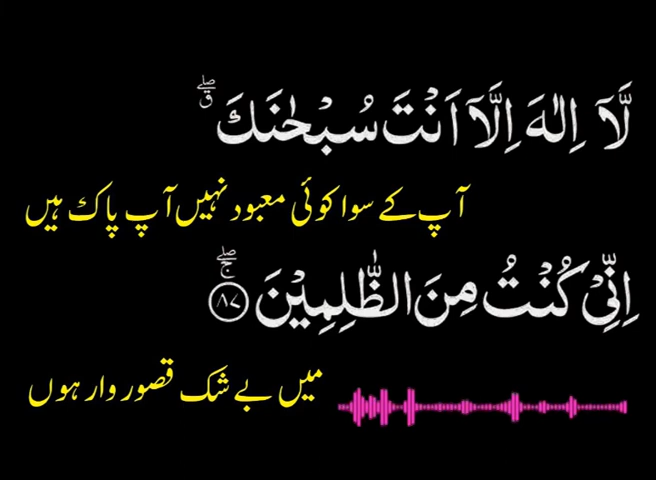 لَّاۤ اِلٰهَ اِلَّاۤ اَنْتَ سُبْحٰنَكَ ۖق
آپ کے سوا کوئی معبود نہیں آپ پاک ہیں
اِنِّیْ كُنْتُ مِنَ الظّٰلِمِیْنَ ۚۖ ﴿۸۷﴾
میں بے شک قصور وار ہوں